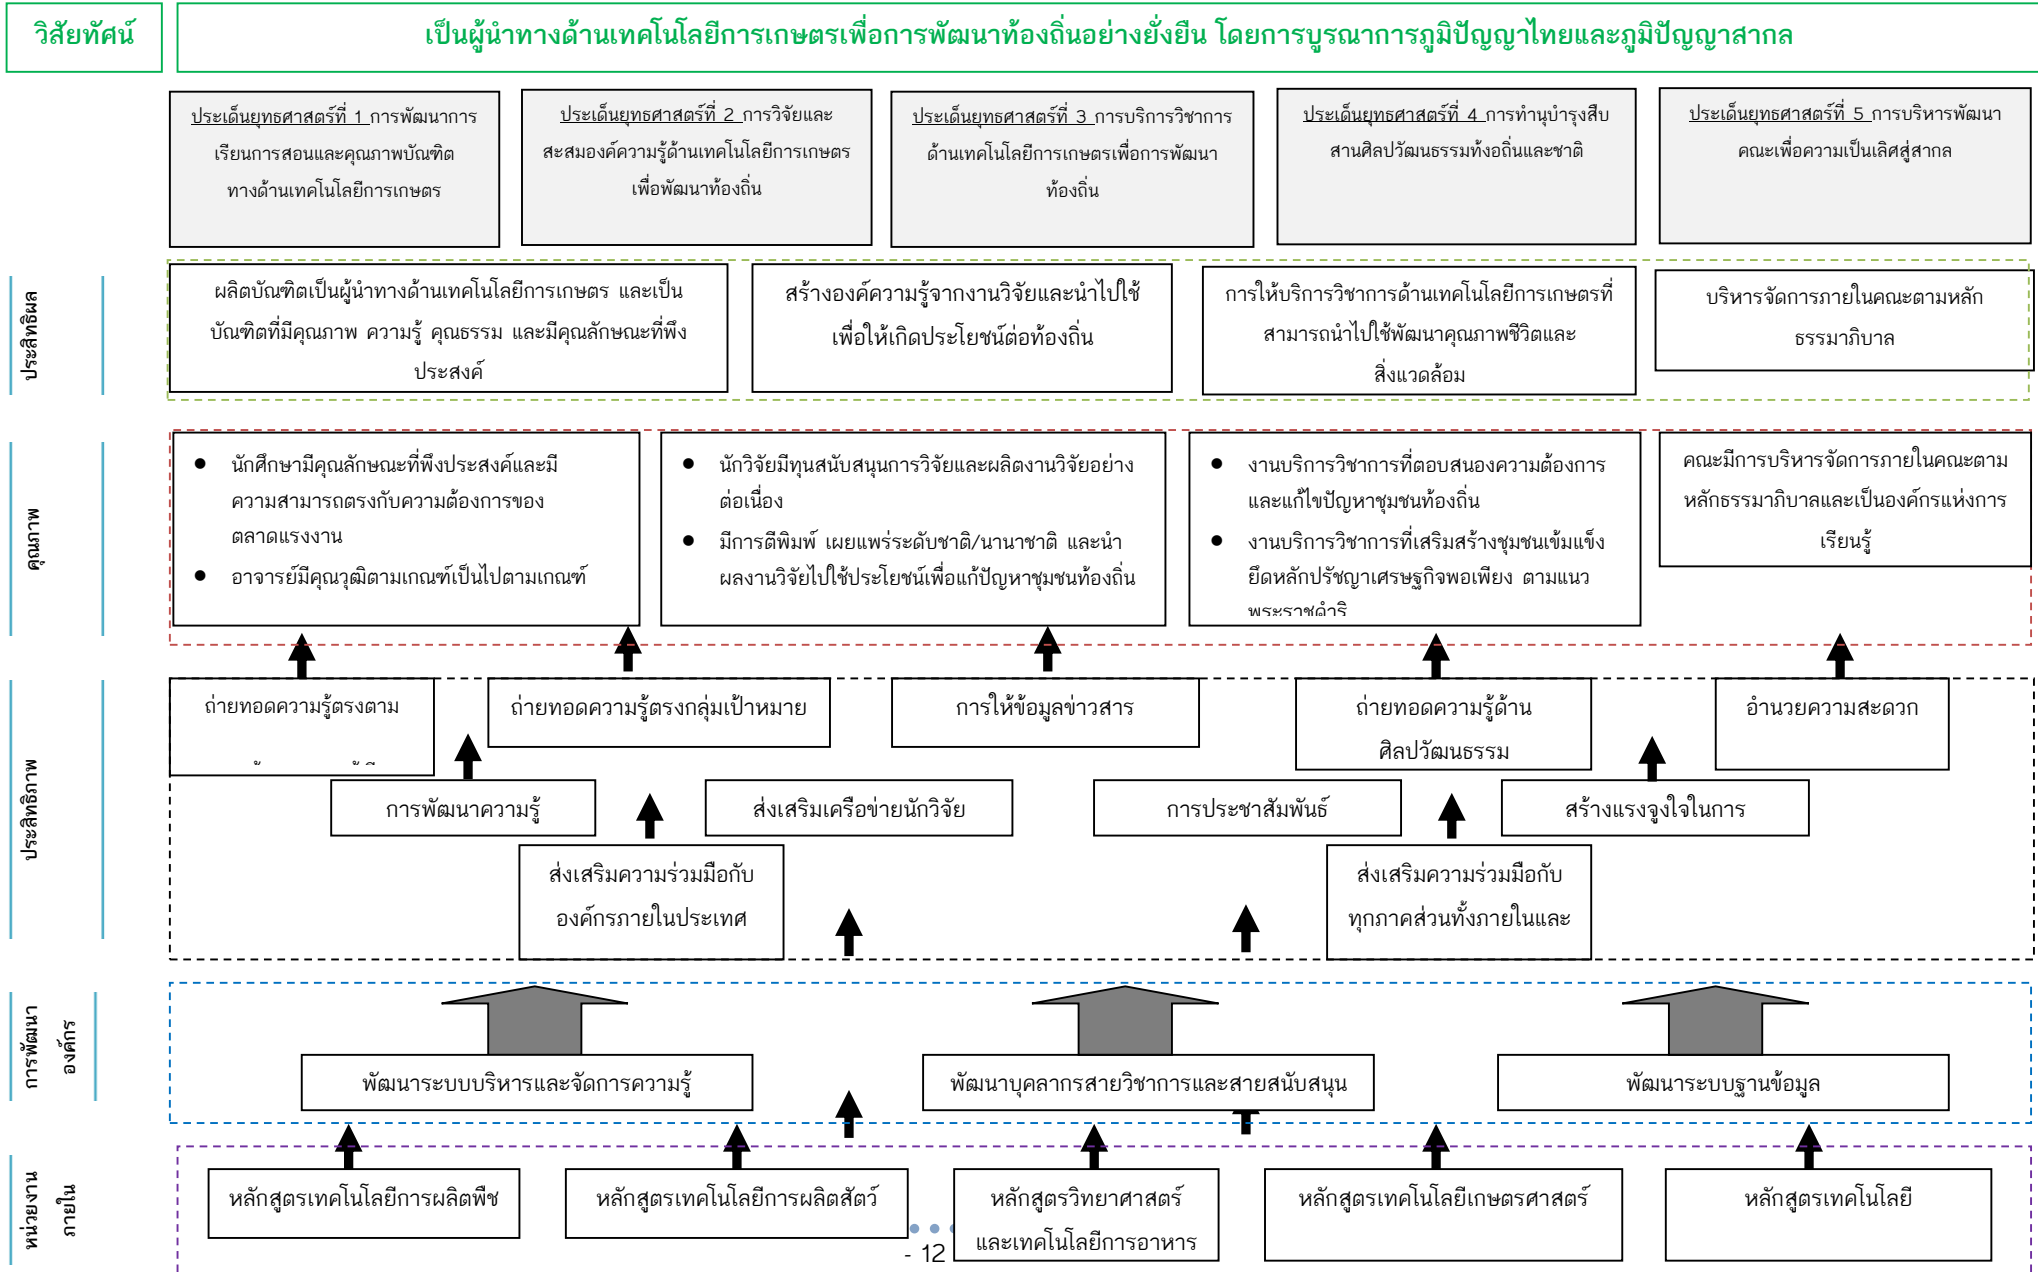 วิสัยทัศน์
เป็นผู้นำทางด้านเทคโนโลยีการเกษตรเพื่อการพัฒนาท้องถิ่นอย่างยั่งยืน โดยการบูรณาการภูมิปัญญาไทยและภูมิปัญญาสากล
ประเด็นยุทธศาสตร์ที่ 1 การพัฒนาการ
เรียนการสอนและคุณภาพบัณฑิต
ทางด้านเทคโนโลยีการเกษตร
ประเด็นยุทธศาสตร์ที่ 2 การวิจัยและ
สะสมองค์ความรู้ด้านเทคโนโลยีการเกษตร
เพื่อพัฒนาท้องถิ่น
ประเด็นยุทธศาสตร์ที่ 3 การบริการวิชาการ
ด้านเทคโนโลยีการเกษตรเพื่อการพัฒนา
ท้องถิ่น
ประเด็นยุทธศาสตร์ที่ 4 การทำนุบำรุงสืบ
สานศิลปวัฒนธรรมท้งอถิ่นและชาติ
ประเด็นยุทธศาสตร์ที่ 5 การบริหารพัฒนา
คณะเพื่อความเป็นเลิศสู่สากล
ประสิทธิผล
ผลิตบัณฑิตเป็นผู้นำทางด้านเทคโนโลยีการเกษตร และเป็น
บัณฑิตที่มีคุณภาพ ความรู้ คุณธรรม และมีคุณลักษณะที่พึง
ประสงค์
สร้างองค์ความรู้จากงานวิจัยและนำไปใช้
เพื่อให้เกิดประโยชน์ต่อท้องถิ่น
การให้บริการวิชาการด้านเทคโนโลยีการเกษตรที่
สามารถนำไปใช้พัฒนาคุณภาพชีวิตและ
สิ่งแวดล้อม
บริหารจัดการภายในคณะตามหลัก
ธรรมาภิบาล
คุณภาพ
● นักศึกษามีคุณลักษณะที่พึงประสงค์และมี
ความสามารถตรงกับความต้องการของ
ตลาดแรงงาน
● อาจารย์มีคุณวุฒิตามเกณฑ์เป็นไปตามเกณฑ์
● นักวิจัยมีทุนสนับสนุนการวิจัยและผลิตงานวิจัยอย่าง
ต่อเนื่อง
● มีการตีพิมพ์ เผยแพร่ระดับชาติ/นานาชาติ และนำ
ผลงานวิจัยไปใช้ประโยชน์เพื่อแก้ปัญหาชุมชนท้องถิ่น
● งานบริการวิชาการที่ตอบสนองความต้องการ
และแก้ไขปัญหาชุมชนท้องถิ่น
● งานบริการวิชาการที่เสริมสร้างชุมชนเข้มแข็ง
ยึดหลักปรัชญาเศรษฐกิจพอเพียง ตามแนว
พระราชดำริ
คณะมีการบริหารจัดการภายในคณะตาม
หลักธรรมาภิบาลและเป็นองค์กรแห่งการ
เรียนรู้
ประสิทธิภาพ
ถ่ายทอดความรู้ตรงตาม
ถ่ายทอดความรู้ตรงกลุ่มเป้าหมาย
การให้ข้อมูลข่าวสาร
ถ่ายทอดความรู้ด้าน
ศิลปวัฒนธรรม
อำนวยความสะดวก
การพัฒนาความรู้
ส่งเสริมเครือข่ายนักวิจัย
การประชาสัมพันธ์
สร้างแรงจูงใจในการ
ส่งเสริมความร่วมมือกับ
องค์กรภายในประเทศ
ส่งเสริมความร่วมมือกับ
ทุกภาคส่วนทั้งภายในและ
การพัฒนา
องค์กร
พัฒนาระบบบริหารและจัดการความรู้
พัฒนาบุคลากรสายวิชาการและสายสนับสนุน
พัฒนาระบบฐานข้อมูล
หน่วยงาน
ภายใน
หลักสูตรเทคโนโลยีการผลิตพืช
หลักสูตรเทคโนโลยีการผลิตสัตว์
หลักสูตรวิทยาศาสตร์
และเทคโนโลยีการอาหาร
หลักสูตรเทคโนโลยีเกษตรศาสตร์
หลักสูตรเทคโนโลยี
- 12